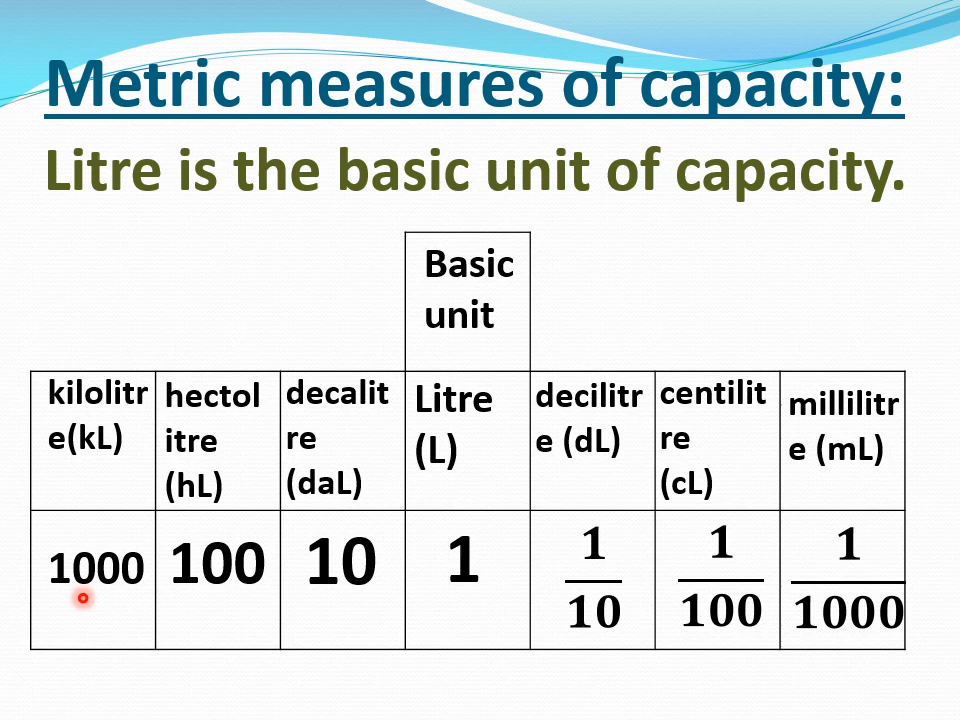 Metric measures of capacity:
Litre is the basic unit of capacity.
Basic
unit
kilolitr
e(kL)
hectol
itre
(hL)
decalit
re
(daL)
Litre
(L)
decilitr
e (dL)
centilit
re
(cL)
millilitr
e (mL)
1000
100
10
1
1
10
1
100
1
1000